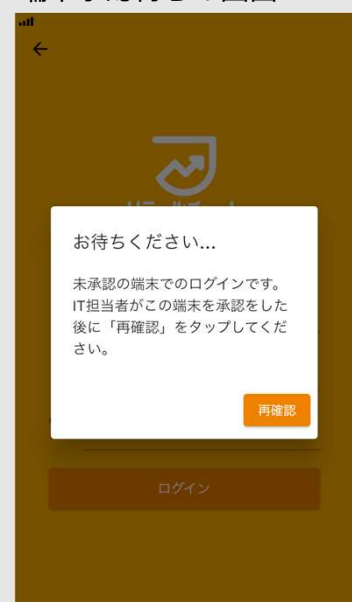 お待ちください...
未承認の端末でのログインです。
IT担当者がこの端末を承認をした
後に「再確認」をタップしてくだ
さい。
再確認
ログイン